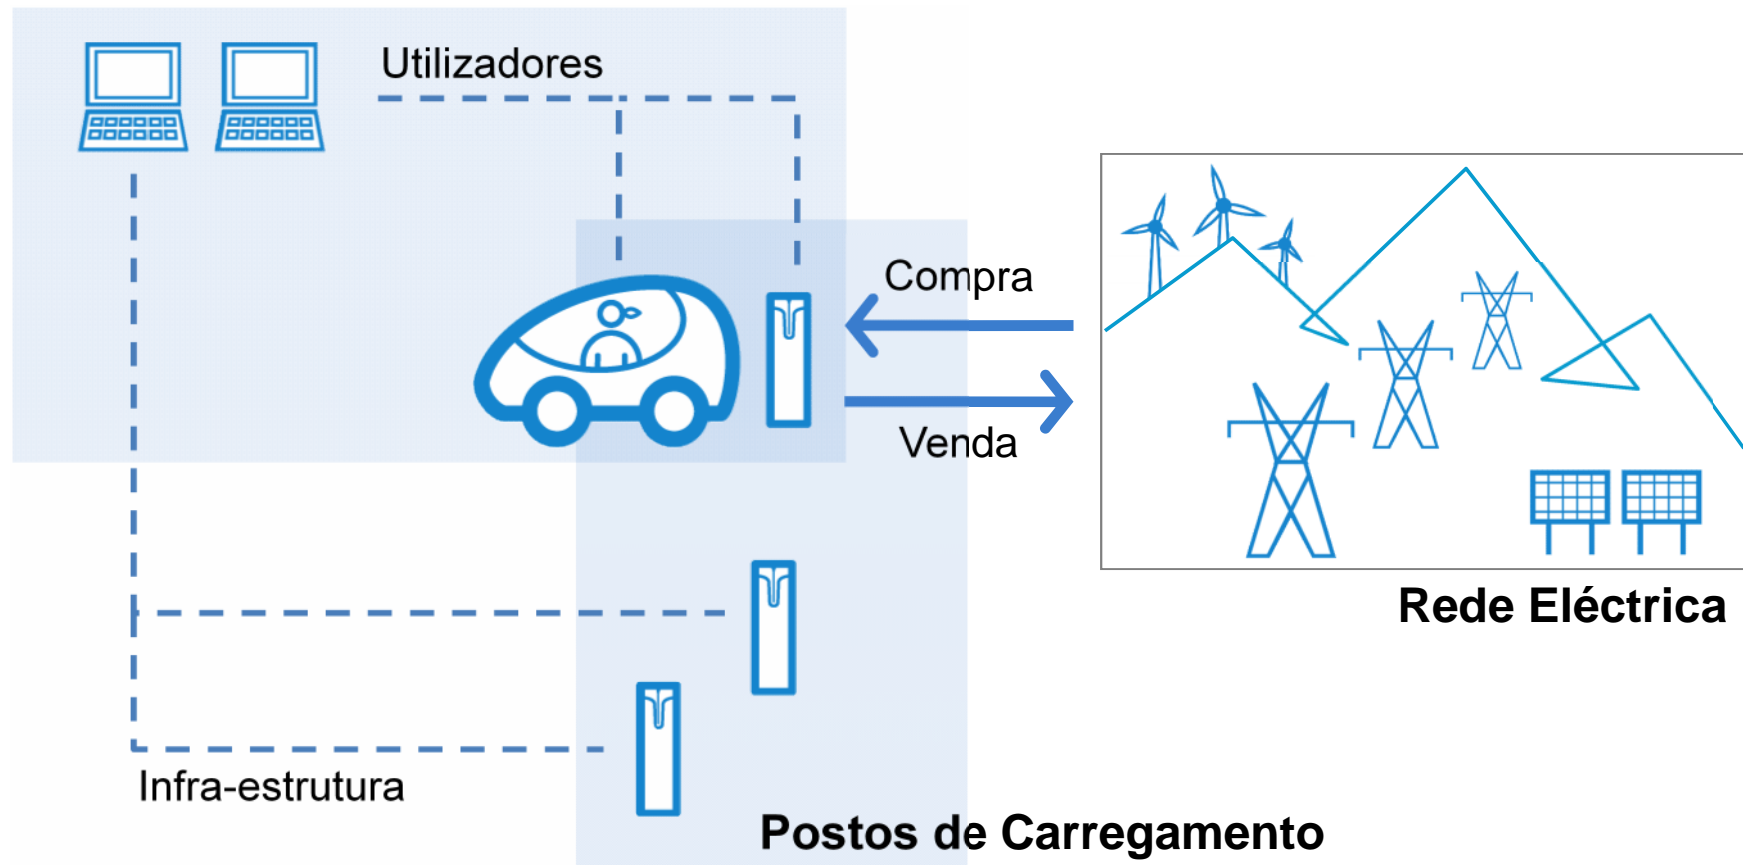 Utilizadores
Compra
Venda
Rede Eléctrica
Infra-estrutura
Postos de Carregamento